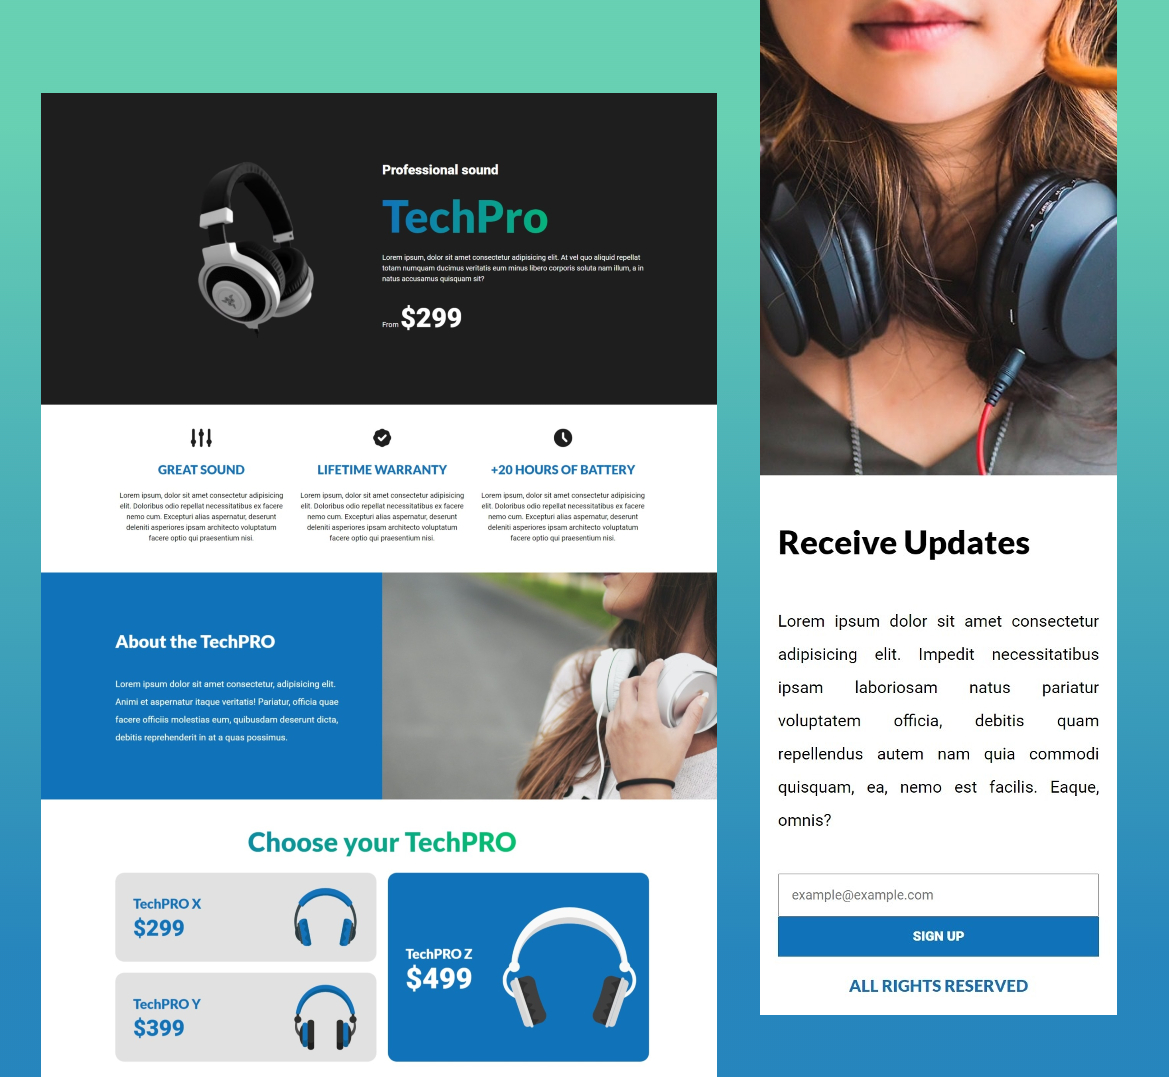 Professional sound
TechPro
Lorem ipsum, dolor sit amet consectetur adipisicing elit. At vel quo aliquid repellat
totam numquam ducimus veritatis eum minus libero corporis soluta nam illum, a in
natus accusamus quisquam sit?
From $299
GREAT SOUND
Lorem ipsum, dolor sit amet consectetur adipisicing
elit. Doloribus odio repellat necessitatibus ex facere
nemo cum. Excepturi alias aspernatur, deserunt
deleniti asperiores ipsam architecto voluptatum
facere optio qui praesentium nisi.
LIFETIME WARRANTY
Lorem ipsum, dolor sit amet consectetur adipisicing
elit. Doloribus odio repellat necessitatibus ex facere
nemo cum. Excepturi alias aspernatur, deserunt
deleniti asperiores ipsam architecto voluptatum
facere optio qui praesentium nisi.
+20 HOURS OF BATTERY
Lorem ipsum, dolor sit amet consectetur adipisicing
elit. Doloribus odio repellat necessitatibus ex facere
nemo cum. Excepturi alias aspernatur, deserunt
deleniti asperiores ipsam architecto voluptatum
facere optio qui praesentium nisi.
About the TechPRO
Lorem ipsum dolor sit amet consectetur, adipisicing elit.
Animi et aspernatur itaque veritatis! Pariatur, officia quae
facere officiis molestias eum, quibusdam deserunt dicta,
debitis reprehenderit in at a quas possimus.
Choose your TechPRO
TechPRO X
$299
TechPRO Y
$399
TechPRO Z
$499
Receive Updates
Lorem ipsum dolor sit amet consectetur
adipisicing elit. Impedit necessitatibus
ipsam laboriosam natus pariatur
voluptatem officia, debitis quam
repellendus autem nam quia commodi
quisquam, ea, nemo est facilis. Eaque,
omnis?
example@example.com
SIGN UP
ALL RIGHTS RESERVED